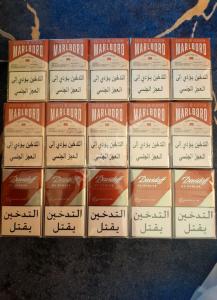 MARLBORO MARLBORO MARLBORO MARLBORO MARLBORO
التدخين يؤدي إلى التدخين يؤدي إلى التدخين يؤدي إلى التدخين يؤدي إلى التدخين يؤدي إلى
العجز الجنسي العجز الجنسي العجز الجنسي العجز الجنسي العجز الجنسي
MARLBORO MARLBORO MARLBORO MARLBORO MARLBORO
التدخين يؤدي إلى التدخين يؤدي إلى التدخين يؤدي إلى التدخين يؤدي إلى التدخين يؤدي إلى
العجز الجنسي العجز الجنسي العجز الجنسي العجز الجنسي العجز الجنسي
Davidoff Davidoff Davidoff Davidoff Davidoff
التدخين التدخين التدخين التدخين التدخين
يقتل يقتل يقتل يقتل يقتل